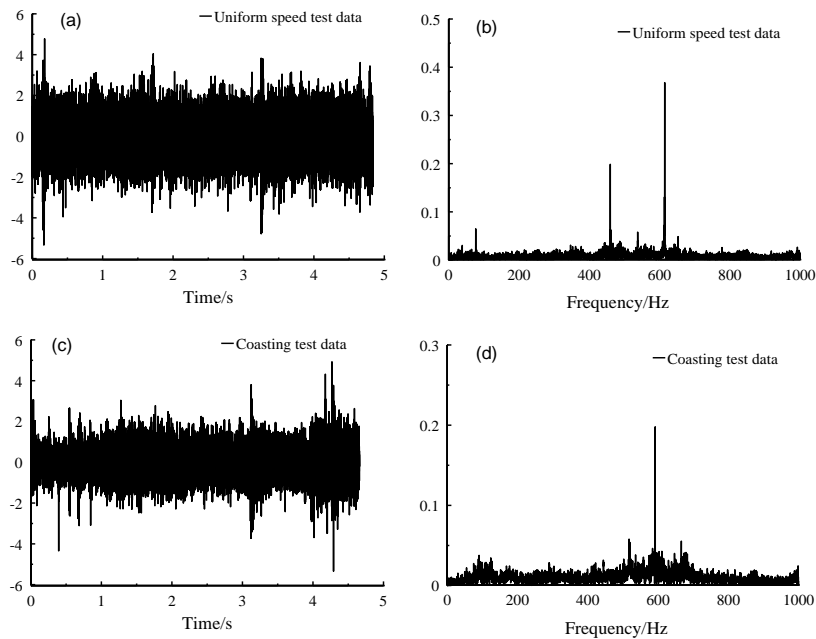 (a)
Uniform speed test data
6
4
2
0
-2
-4
-6
0 1 2 3 4 5
Time/s
(b)
Uniform speed test data
0.5
0.4
0.3
0.2
0.1
0
0 200 400 600 800 1000
Frequency/Hz
(c)
Coasting test data
6
4
2
0
-2
-4
-6
0 1 2 3 4 5
Time/s
(d)
Coasting test data
0.3
0.2
0.1
0
0 200 400 600 800 1000
Frequency/Hz